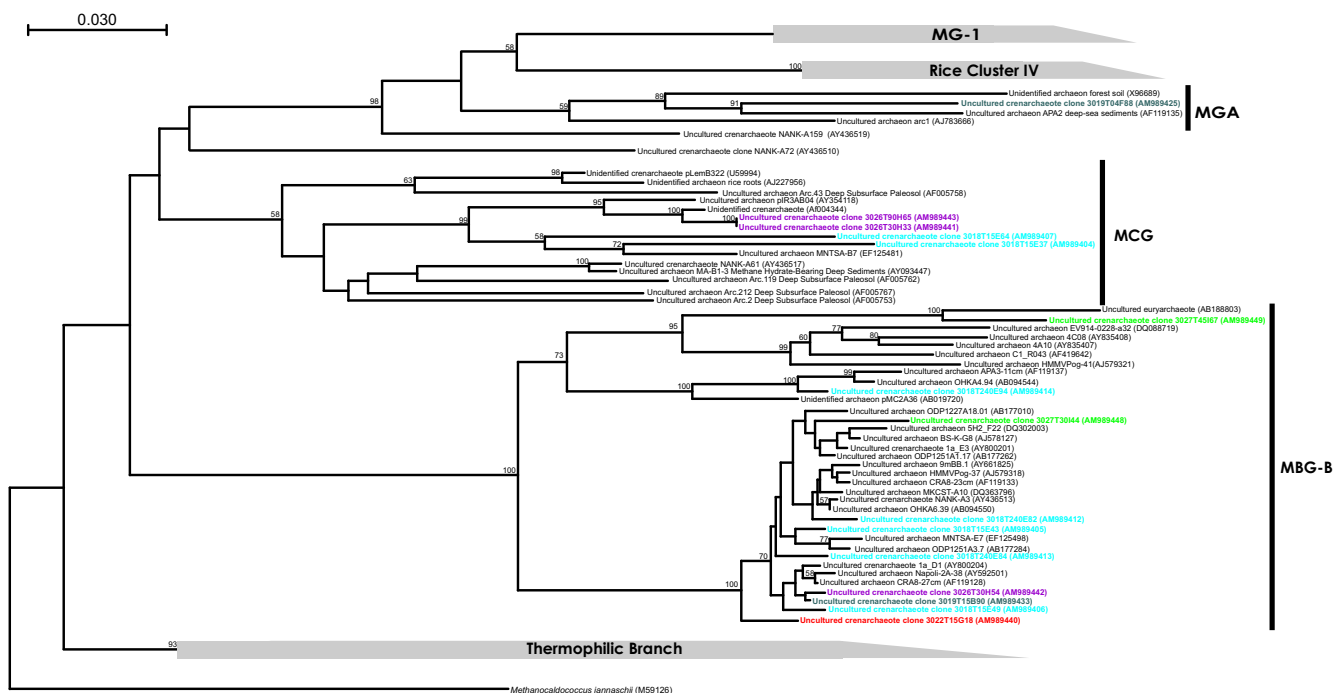 0.030
MG-1
58
100
Rice Cluster IV
Unidentified archaeon forest soil (X96689)
89
Uncultured crenarchaeote clone 3019T04F88 (AM989425)
91
98
59
Uncultured archaeon APA2 deep-sea sediments (AF119135)
MGA
Uncultured archaeon arc1 (AJ783666)
Uncultured crenarchaeote NANK-A159 (AY436519)
Uncultured crenarchaeote clone NANK-A72 (AY436510)
98
Unidentified crenarchaeote pLemB322 (U59994)
63
Unidentified archaeon rice roots (AJ227956)
Uncultured archaeon Arc.43 Deep Subsurface Paleosol (AF005758)
95
Uncultured archaeon pIR3AB04 (AY354118)
100
Unidentified crenarchaeote (Af004344)
58
99
100
Uncultured crenarchaeote clone 3026T90H65 (AM989443)
Uncultured crenarchaeote clone 3026T30H33 (AM989441)
MCG
58
Uncultured crenarchaeote clone 3018T15E64 (AM989407)
72
Uncultured crenarchaeote clone 3018T15E37 (AM989404)
Uncultured archaeon MNTSA-B7 (EF125481)
100
Uncultured crenarchaeote NANK-A61 (AY436517)
Uncultured archaeon MA-B1-3 Methane Hydrate-Bearing Deep Sediments (AY093447)
Uncultured archaeon Arc.119 Deep Subsurface Paleosol (AF005762)
Uncultured archaeon Arc.212 Deep Subsurface Paleosol (AF005767)
Uncultured archaeon Arc.2 Deep Subsurface Paleosol (AF005753)
100
Uncultured euryarchaeote (AB188803)
Uncultured crenarchaeote clone 3027T45I67 (AM989449)
95
77
Uncultured archaeon EV914-0228-a32 (DQ088719)
60
80
Uncultured archaeon 4C08 (AY835408)
Uncultured archaeon 4A10 (AY835407)
73
99
Uncultured archaeon C1_R043 (AF419642)
Uncultured archaeon HMMVPog-41(AJ579321)
99
Uncultured archaeon APA3-11cm (AF119137)
100
100
Uncultured archaeon OHKA4.94 (AB094544)
Uncultured crenarchaeote clone 3018T240E94 (AM989414)
Unidentified archaeon pMC2A36 (AB019720)
Uncultured archaeon ODP1227A18.01 (AB177010)
Uncultured crenarchaeote clone 3027T30I44 (AM989448)
Uncultured archaeon 5H2_F22 (DQ302003)
Uncultured archaeon BS-K-G8 (AJ578127)
Uncultured crenarchaeote 1a_E3 (AY800201)
Uncultured archaeon ODP1251A1.17 (AB177262)
Uncultured archaeon 9mBB.1 (AY661825)
100
MBG-B
Uncultured archaeon HMMVPog-37 (AJ579318)
Uncultured archaeon CRA8-23cm (AF119133)
Uncultured archaeon MKCST-A10 (DQ363796)
57
Uncultured crenarchaeote NANK-A3 (AY436513)
Uncultured archaeon OHKA6.39 (AB094550)
Uncultured crenarchaeote clone 3018T240E82 (AM989412)
Uncultured crenarchaeote clone 3018T15E43 (AM989405)
77
Uncultured archaeon MNTSA-E7 (EF125498)
Uncultured archaeon ODP1251A3.7 (AB177284)
70
Uncultured crenarchaeote clone 3018T240E84 (AM989413)
Uncultured crenarchaeote 1a_D1 (AY800204)
58
Uncultured archaeon Napoli-2A-38 (AY592501)
100
Uncultured archaeon CRA8-27cm (AF119128)
Uncultured crenarchaeote clone 3026T30H54 (AM989442)
Uncultured crenarchaeote clone 3019T15B90 (AM989433)
Uncultured crenarchaeote clone 3018T15E49 (AM989406)
Uncultured crenarchaeote clone 3022T15G18 (AM989440)
93
Thermophilic Branch
Methanocaldococcus jannaschii (M59126)